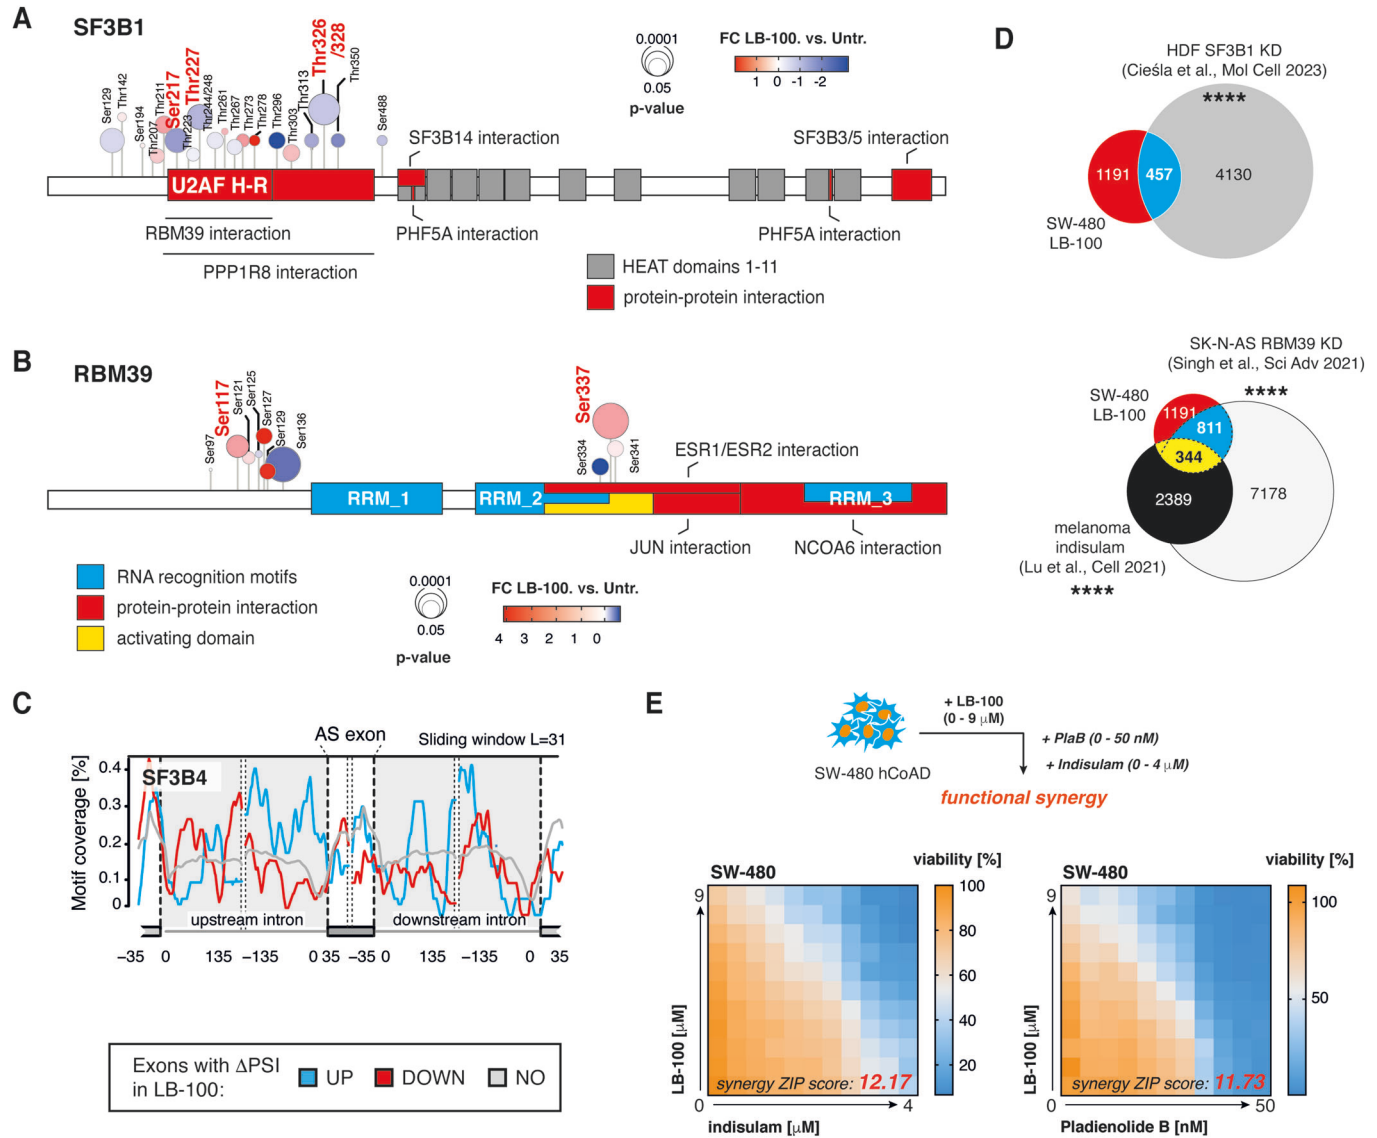 A
SF3B1
Ser129
Thr142
Ser194
Thr207
Thr211
Ser217
Thr223
Thr227
Thr244/248
Thr261
Thr267
Thr273
Thr278
Thr296
Thr303
Thr313
Thr326
/328
Thr350
Ser488
0.0001
0.05
p-value
FC LB-100. vs. Untr.
1 0 -1 -2
SF3B14 interaction
SF3B3/5 interaction
U2AF H-R
RBM39 interaction
PHF5A interaction
PHF5A interaction
PPP1R8 interaction
HEAT domains 1-11
protein-protein interaction
B
RBM39
Ser97
Ser117
Ser121
Ser125
Ser127
Ser129
Ser136
Ser334
Ser337
Ser341
ESR1/ESR2 interaction
RRM_1
RRM_2
RRM_3
JUN interaction
NCOA6 interaction
RNA recognition motifs
protein-protein interaction
activating domain
0.0001
0.05
p-value
FC LB-100. vs. Untr.
4 3 2 1 0
C
AS exon
Sliding window L=31
SF3B4
Motif coverage [%]
0.4
0.3
0.2
0.1
0
upstream intron
downstream intron
−35 0 135 −135 0 35 −35 0 135 −135 0 35
Exons with ΔPSI
in LB-100:
UP
DOWN
NO
D
HDF SF3B1 KD
(Cieśla et al., Mol Cell 2023)
****
1191
457
4130
SW-480
LB-100
SK-N-AS RBM39 KD
(Singh et al., Sci Adv 2021)
****
SW-480
LB-100
1191
811
344
2389
7178
melanoma
indisulam
(Lu et al., Cell 2021)
****
E
+ LB-100
(0 - 9 μM)
+ PlaB (0 - 50 nM)
+ Indisulam (0 - 4 μM)
SW-480 hCoAD
functional synergy
SW-480
viability [%]
9
LB-100 [μM]
0
synergy ZIP score: 12.17
4
indisulam [μM]
100
80
60
40
20
SW-480
viability [%]
9
LB-100 [μM]
0
synergy ZIP score: 11.73
50
Pladienolide B [nM]
100
50